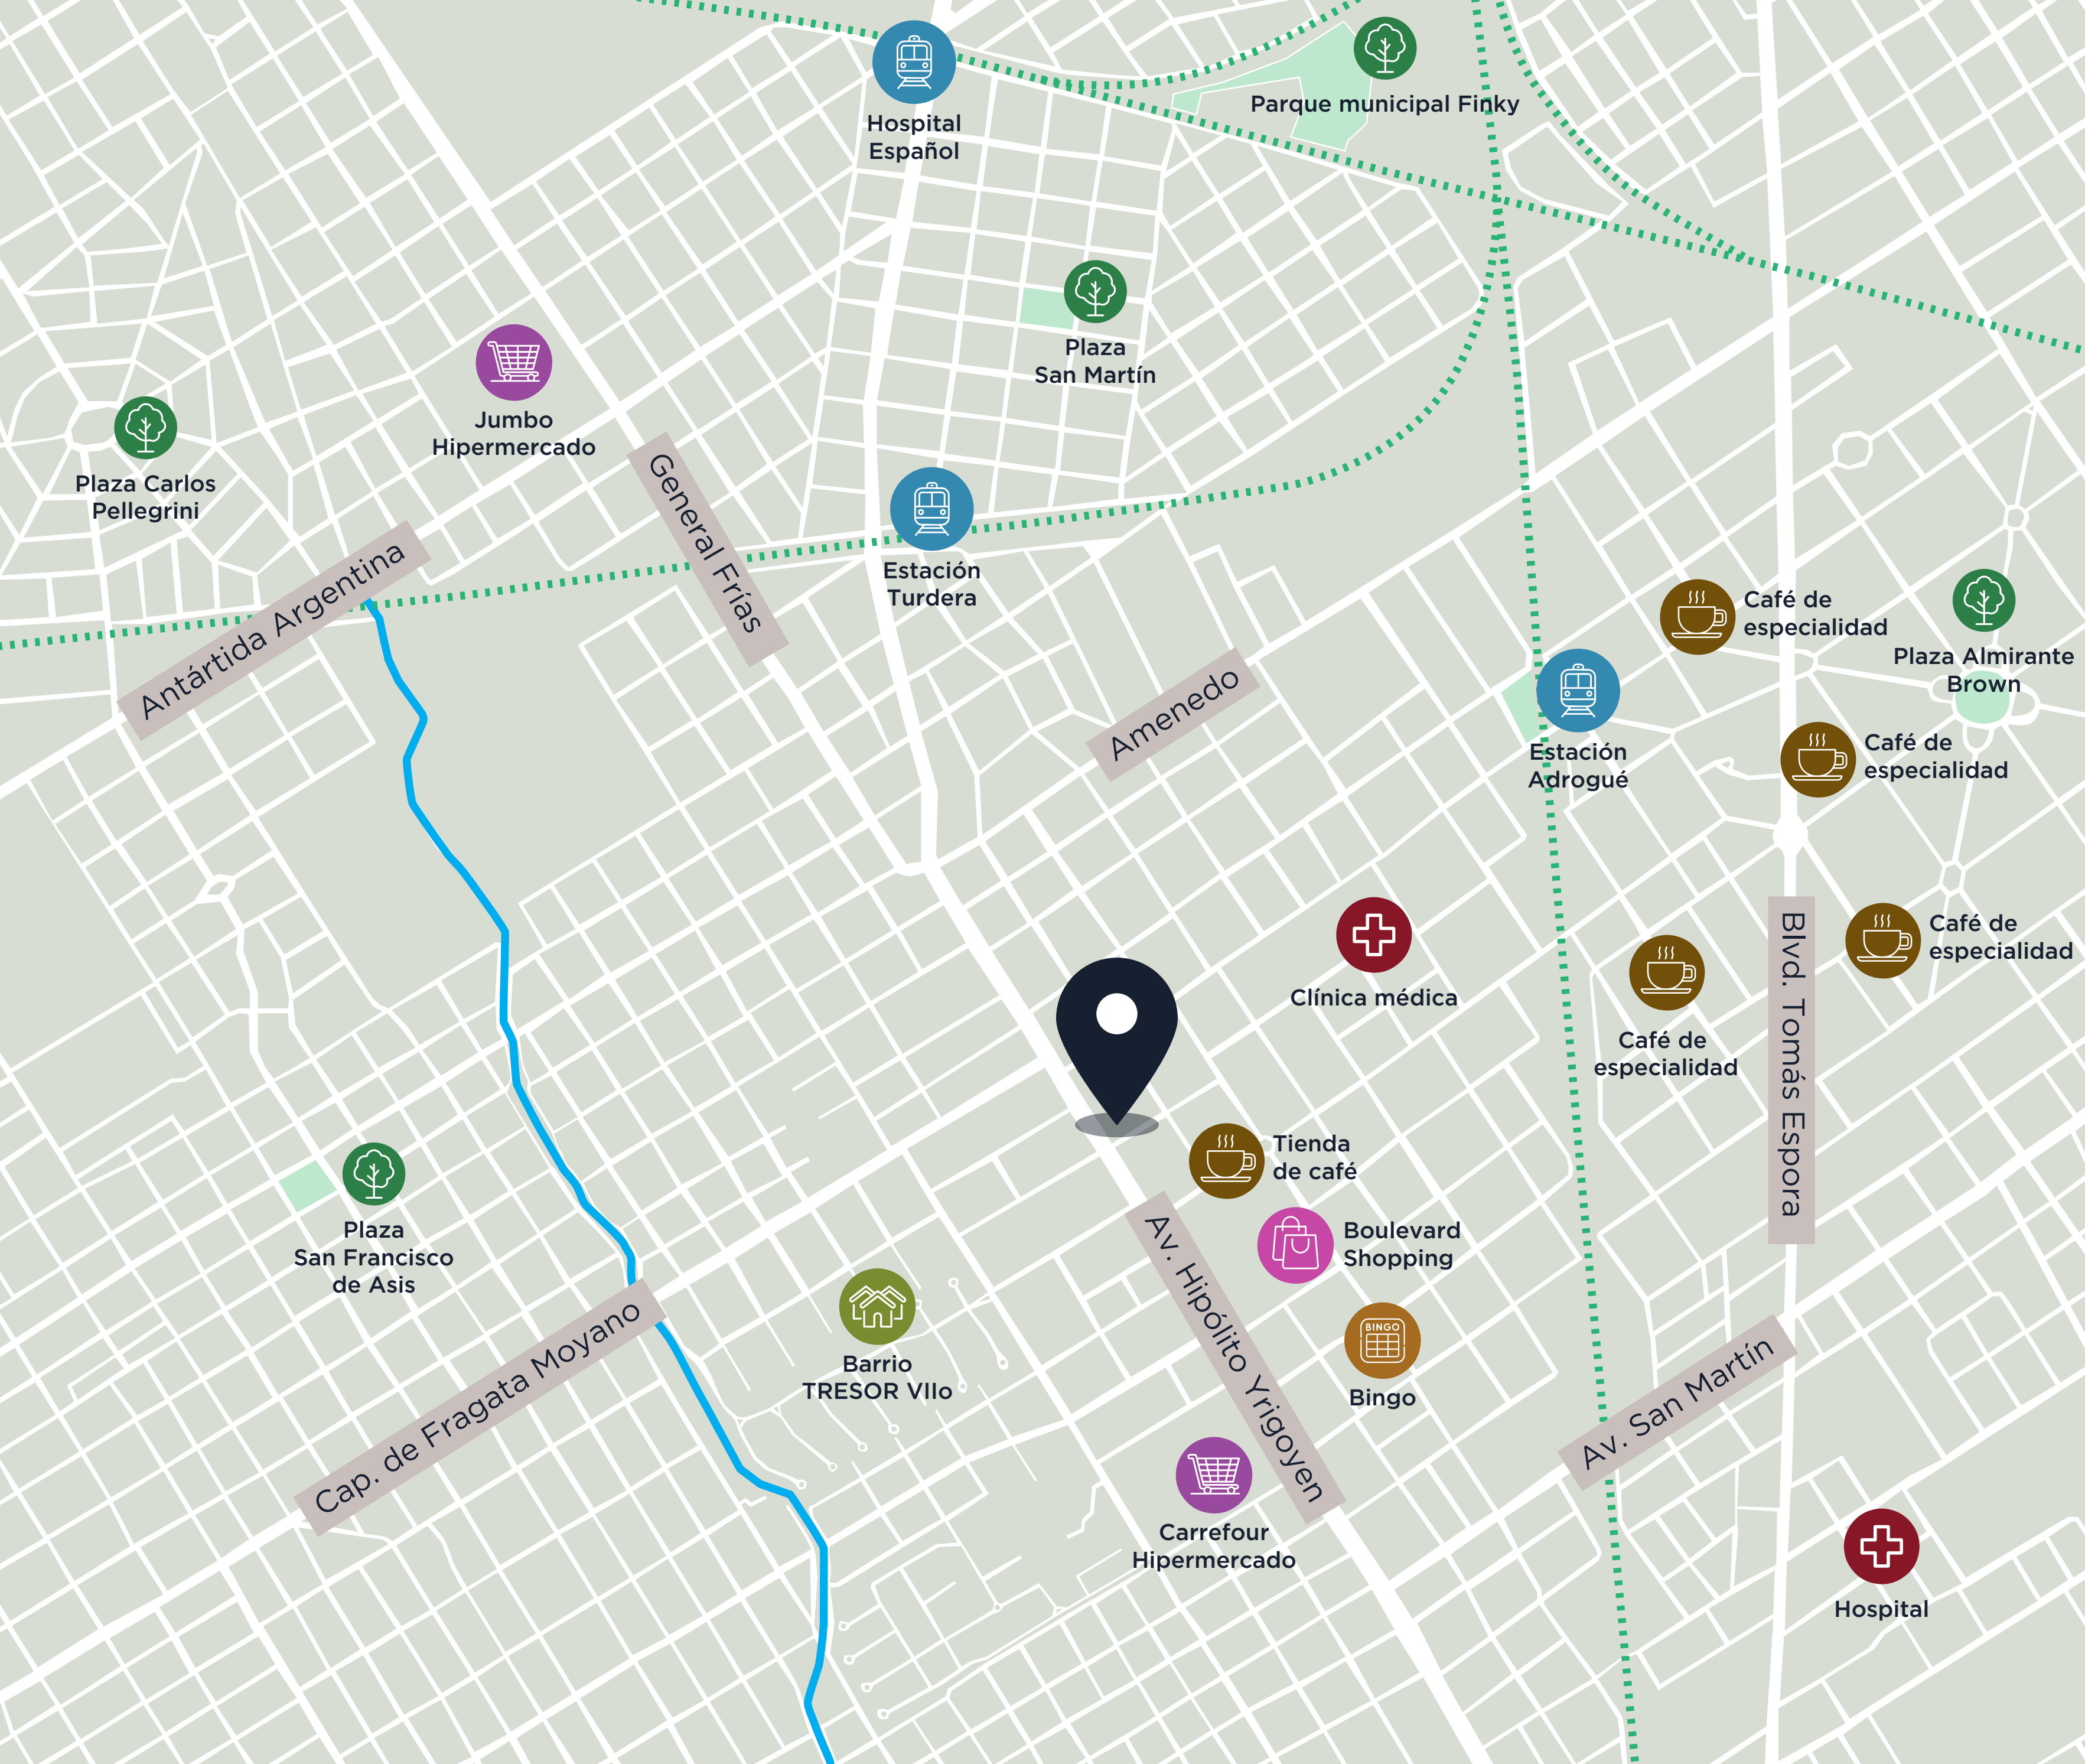 Hospital
Español
Parque municipal Finky
Plaza
San Martín
Jumbo
Hipermercado
Plaza Carlos
Pellegrini
General Frías
Antártida Argentina
Estación
Turdera
Amenedo
Café de
especialidad
Plaza Almirante
Brown
Estación
Adrogué
Café de
especialidad
Café de
especialidad
Clínica médica
Café de
especialidad
Blvd. Tomás Espora
Tienda
de café
Boulevard
Shopping
Plaza
San Francisco
de Asis
Av. Hipólito Yrigoyen
Cap. de Fragata Moyano
Barrio
TRESOR VIIo
BINGO
Bingo
Av. San Martín
Carrefour
Hipermercado
Hospital